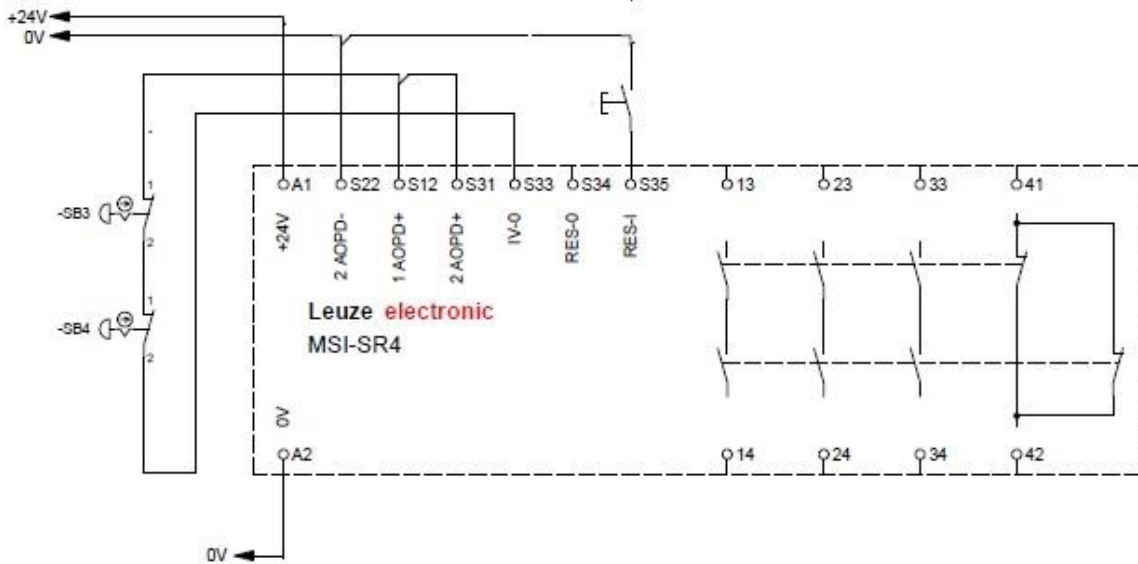 +24V
0V
A1 S22 S12 S31 S33 S34 S35 13 23 33 41
+24V
2 AOPD-
1 AOPD+
2 AOPD+
IV-0
RES-0
RES-I
1
-SB3
2
1
-SB4
2
Leuze electronic
MSI-SR4
0V
A2 14 24 34 42
0V